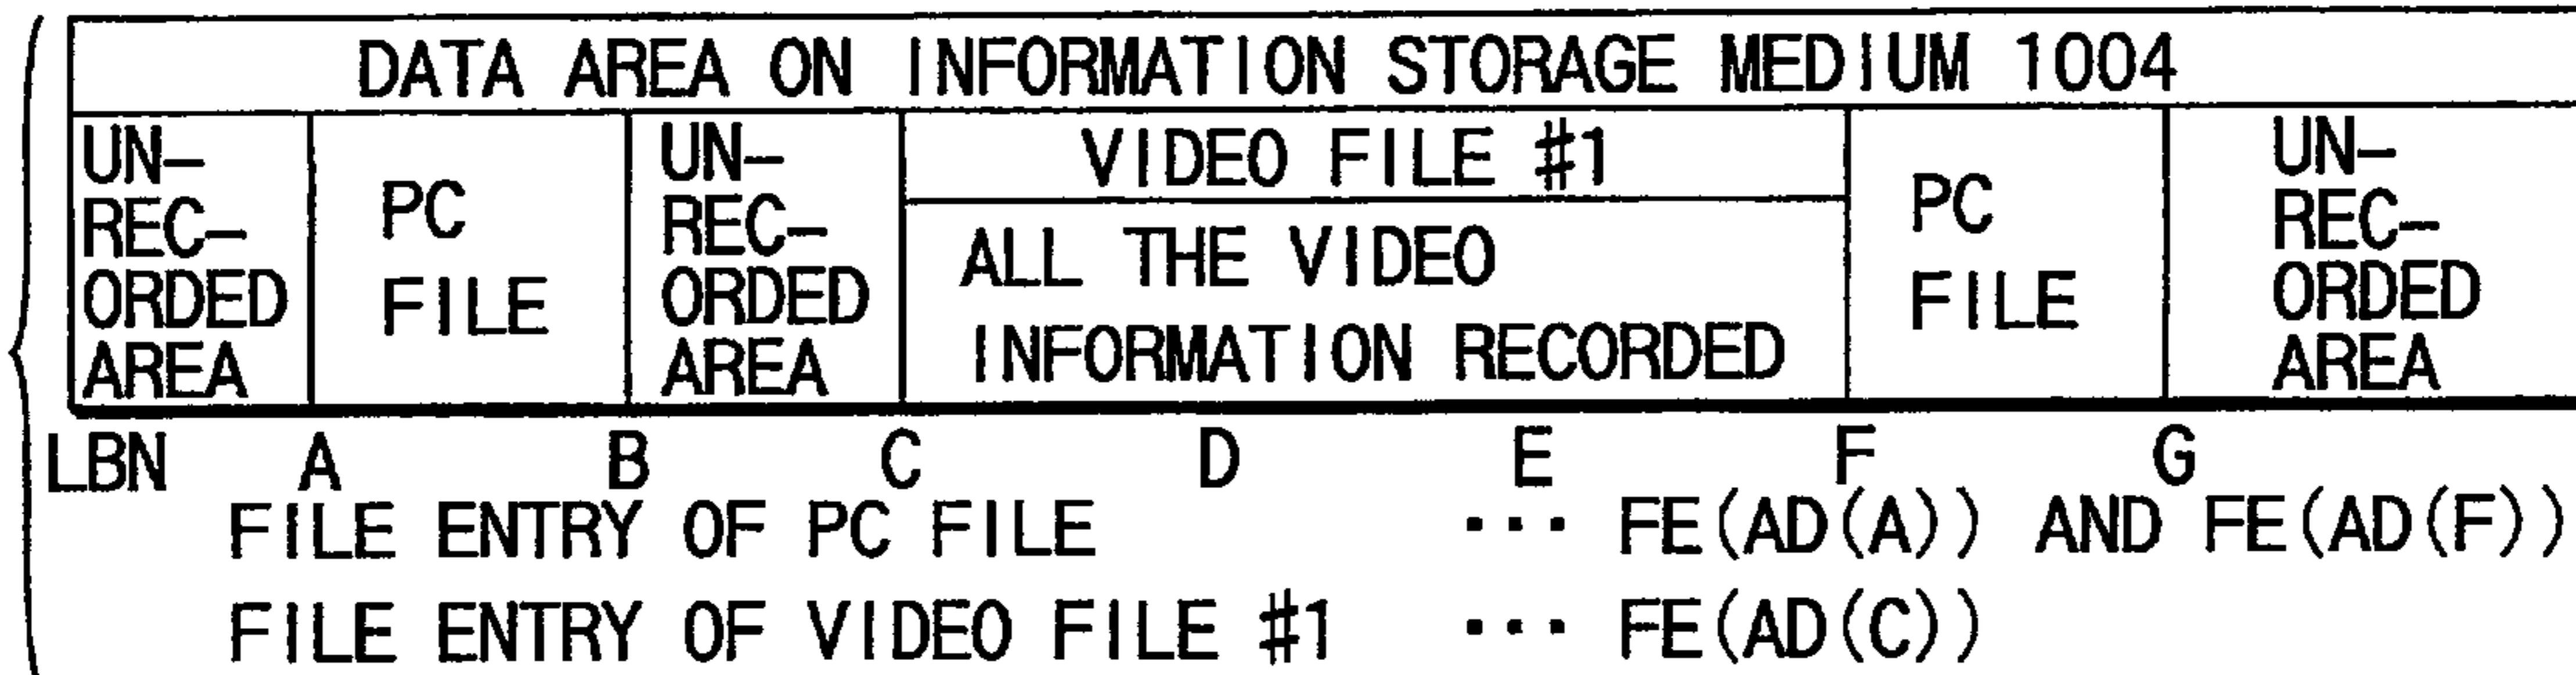 DATA AREA ON INFORMATION STORAGE MEDIUM 1004
UN-
REC-
ORDED
AREA
PC
FILE
UN-
REC-
ORDED
AREA
VIDEO FILE #1
ALL THE VIDEO
INFORMATION RECORDED
PC
FILE
UN-
REC-
ORDED
AREA
LBN A B C D E F G
FILE ENTRY OF PC FILE ··· FE(AD(A)) AND FE(AD(F))
FILE ENTRY OF VIDEO FILE #1 ··· FE(AD(C))